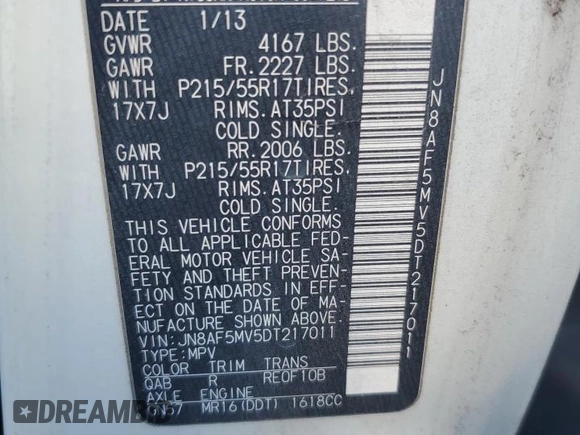 DATE 1/13
GVWR 4167 LBS.
GAWR FR. 2227 LBS.
WITH P215/55R17TIRES.
17X7J RIMS. AT35PSI
COLD SINGLE.
GAWR RR. 2006 LBS.
WITH P215/55R17TIRES.
17X7J RIMS. AT35PSI
COLD SINGLE.
THIS VEHICLE CONFORMS
TO ALL APPLICABLE FED-
ERAL MOTOR VEHICLE SA-
FETY AND THEFT PREVEN-
TION STANDARDS IN EFF-
ECT ON THE DATE OF MA-
NUFACTURE SHOWN ABOVE.
VIN: JN8AF5MV5DT217011
TYPE: MPV
COLOR TRIM TRANS
QAB R RE0F10B
AXLE ENGINE
GN57 MR16(DDT) 1618CC
JN8AF5MV5DT217011
DREAMBID